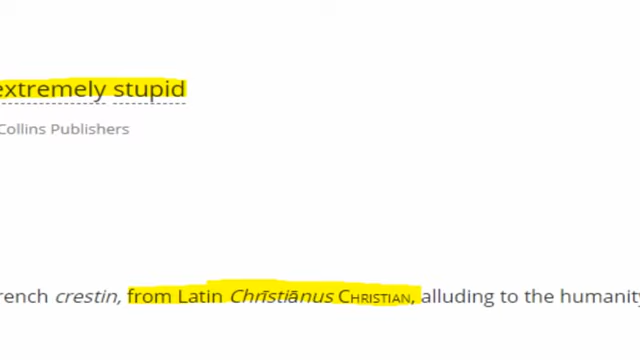 extremely stupid
Collins Publishers
rench crestin, from Latin Chrīstiānus CHRISTIAN, alluding to the humanity